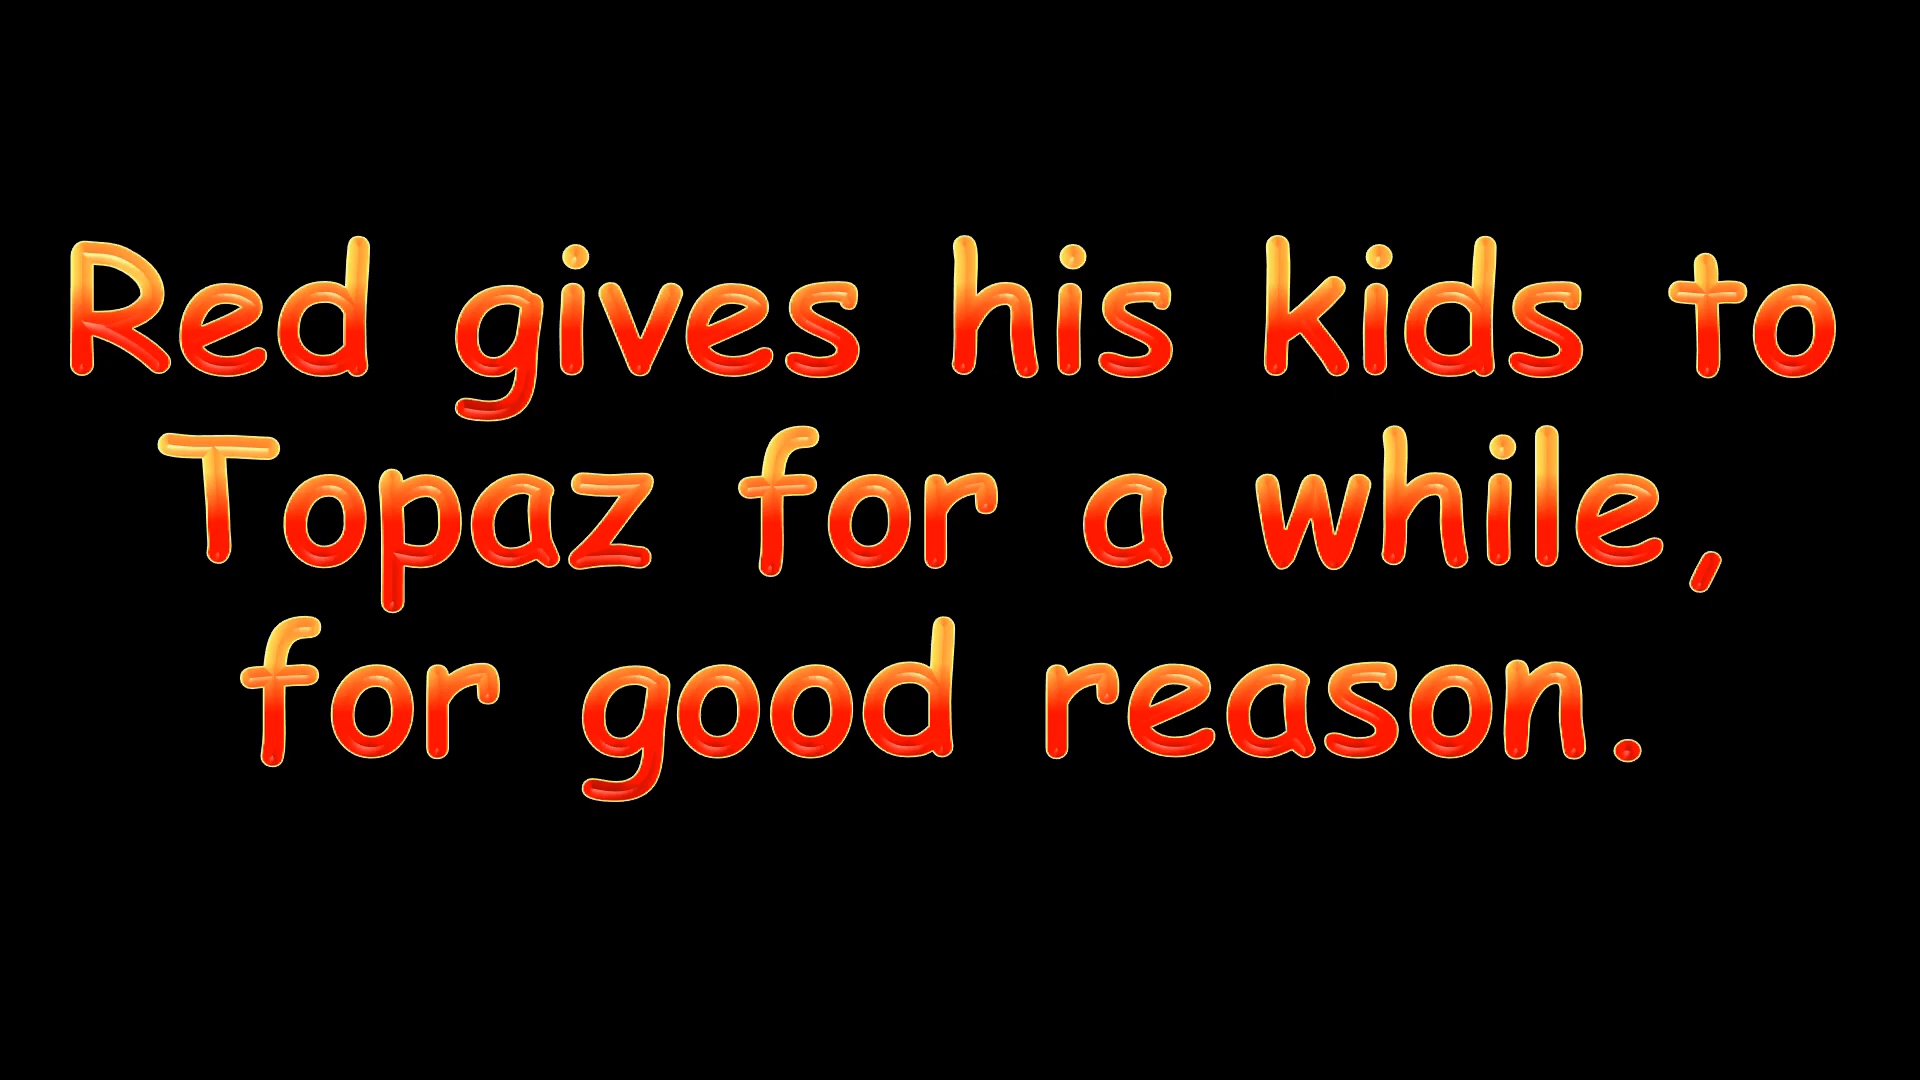 Red gives his kids to
Topaz for a while,
for good reason.